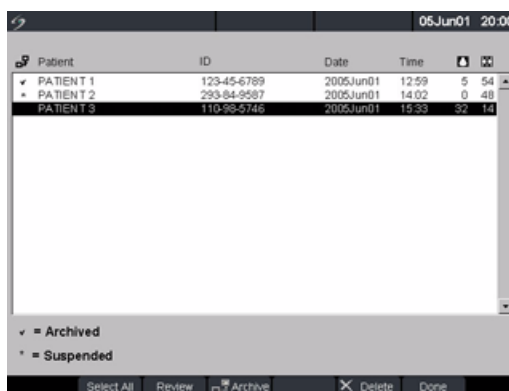 05Jun01 20:00
Patient ID Date Time
✓ PATIENT 1 123-45-6789 2005Jun01 12:59 5 54
* PATIENT 2 293-84-9587 2005Jun01 14:02 0 48
PATIENT 3 110-98-5746 2005Jun01 15:33 32 14
✓ = Archived
* = Suspended
Select All Review Archive X Delete Done